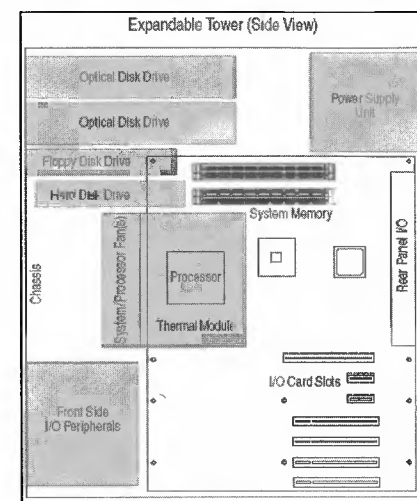 Expandable Tower (Side View)
Optical Disk Drive
Optical Disk Drive
Power Supply
Unit
Floppy Disk Drive
Hard Disk Drive
System Memory
Rear Panel I/O
System/Processor Fan(s)
Processor
Chassis
Thermal Module
I/O Card Slots
Front Side
I/O Peripherals